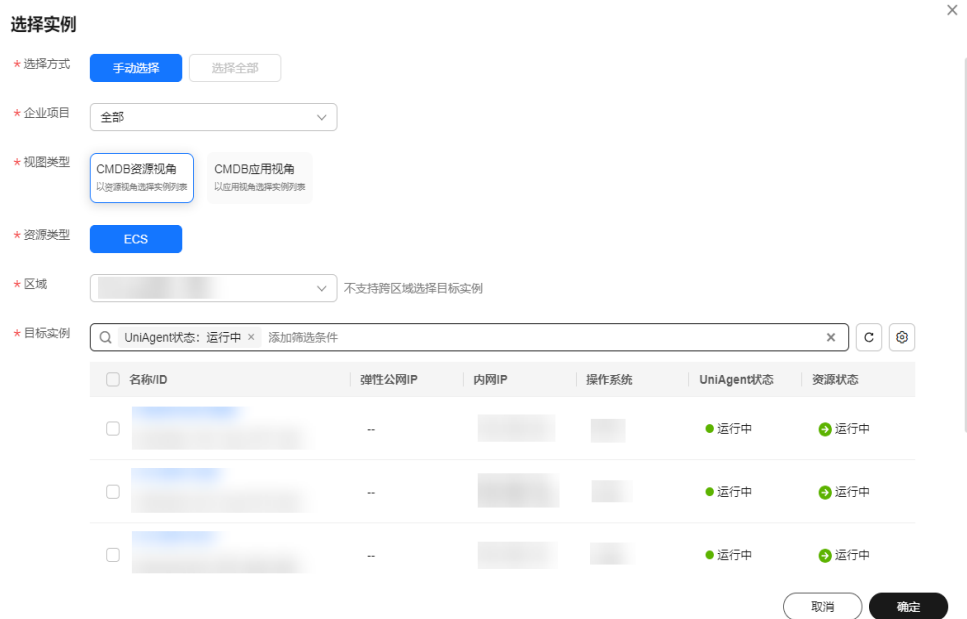 选择实例
* 选择方式 手动选择 选择全部
* 企业项目 全部
* 视图类型 CMDB资源视角 CMDB应用视角
以资源视角选择实例列表 以应用视角选择实例列表
* 资源类型 ECS
* 区域 不支持跨区域选择目标实例
* 目标实例 UniAgent状态：运行中 × 添加筛选条件
名称/ID 弹性公网IP 内网IP 操作系统 UniAgent状态 资源状态
-- 运行中 运行中
-- 运行中 运行中
-- 运行中 运行中
取消 确定